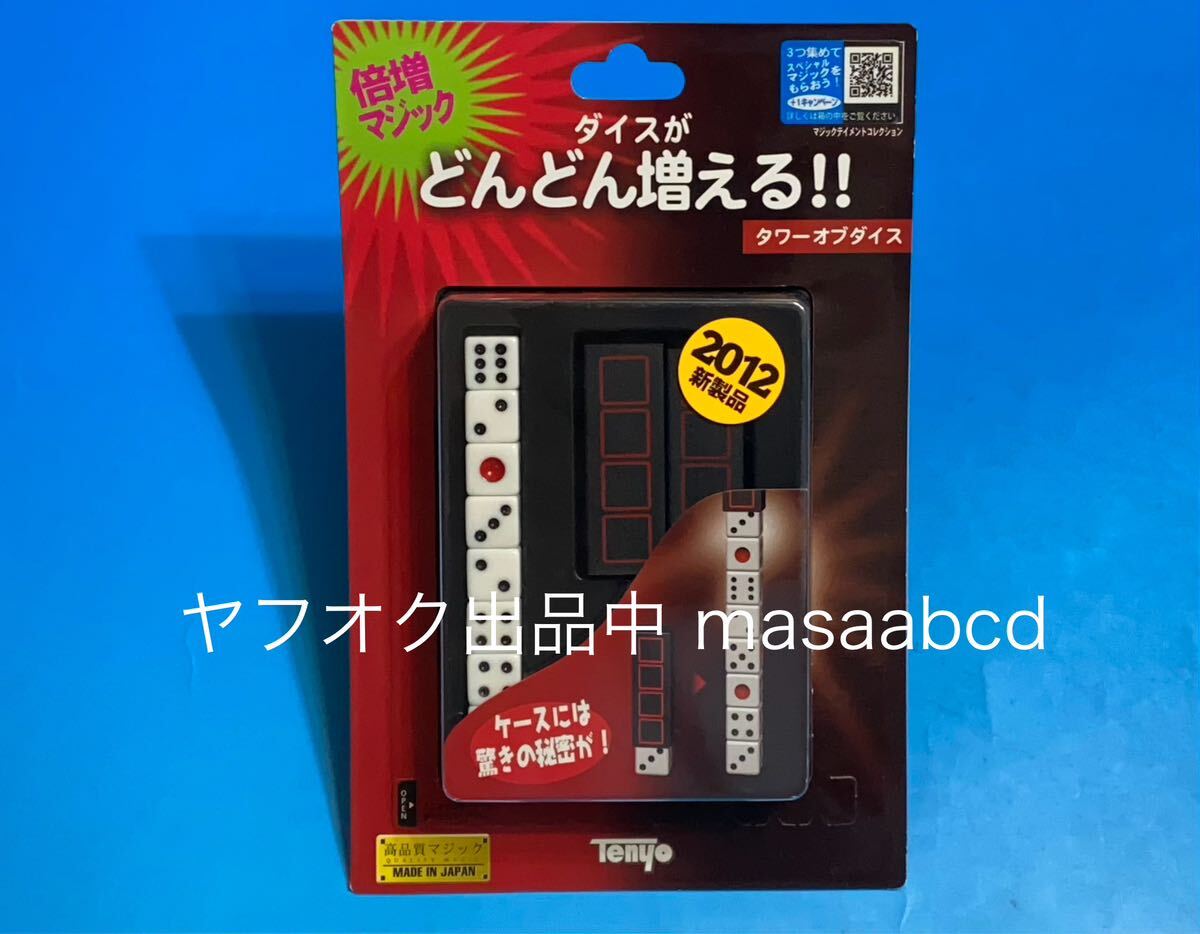 倍増
マジック
3つ集めて
スペシャル
マジックを
もらおう!
+1キャンペーン
詳しくは箱の中をご覧ください
マジックテイメントコレクション
ダイスが
どんどん増える!!
タワーオブダイス
2012
新製品
ヤフオク出品中 masaabcd
ケースには
驚きの秘密が!
OPEN
高品質マジック
QUALITY MAGIC
MADE IN JAPAN
Tenyo